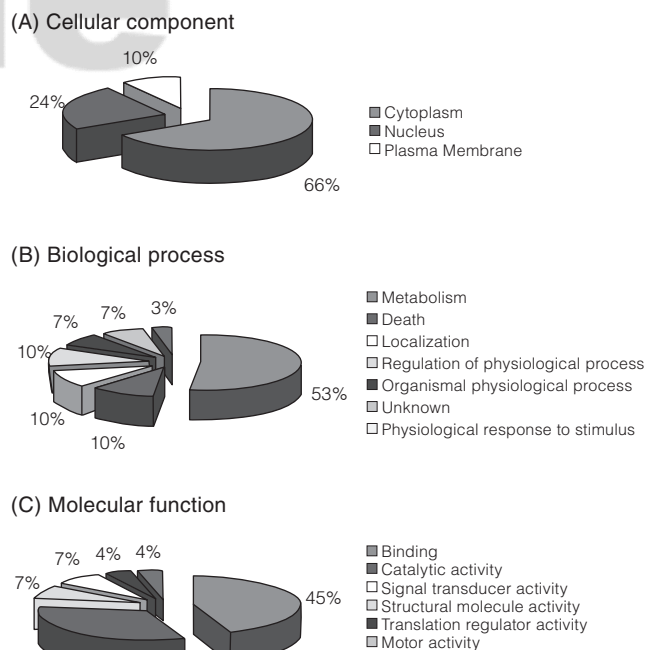 (A) Cellular component
10%
24%
66%
Cytoplasm
Nucleus
Plasma Membrane
(B) Biological process
7%
7%
3%
10%
10%
10%
53%
Metabolism
Death
Localization
Regulation of physiological process
Organismal physiological process
Unknown
Physiological response to stimulus
(C) Molecular function
7%
7%
4%
4%
45%
Binding
Catalytic activity
Signal transducer activity
Structural molecule activity
Translation regulator activity
Motor activity